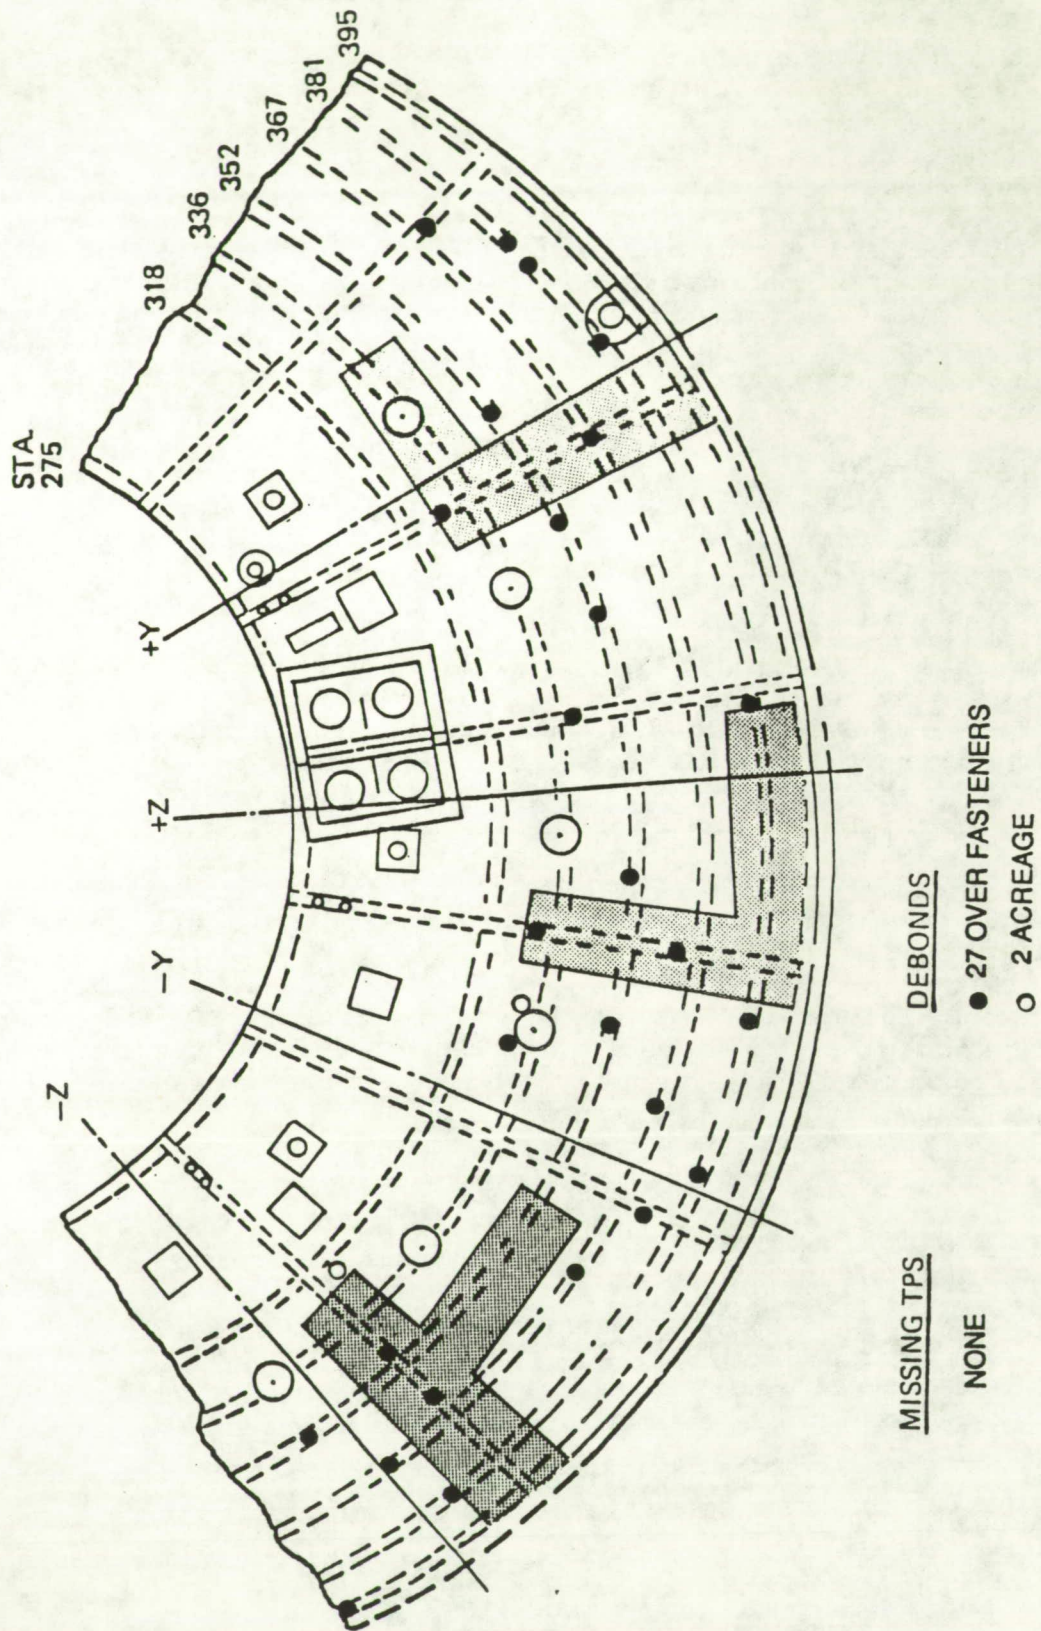 STA.
275
318
336
352
367
381
395
+Y
+Z
−Y
−Z
DEBONDS
● 27 OVER FASTENERS
○ 2 ACREAGE
MISSING TPS
NONE